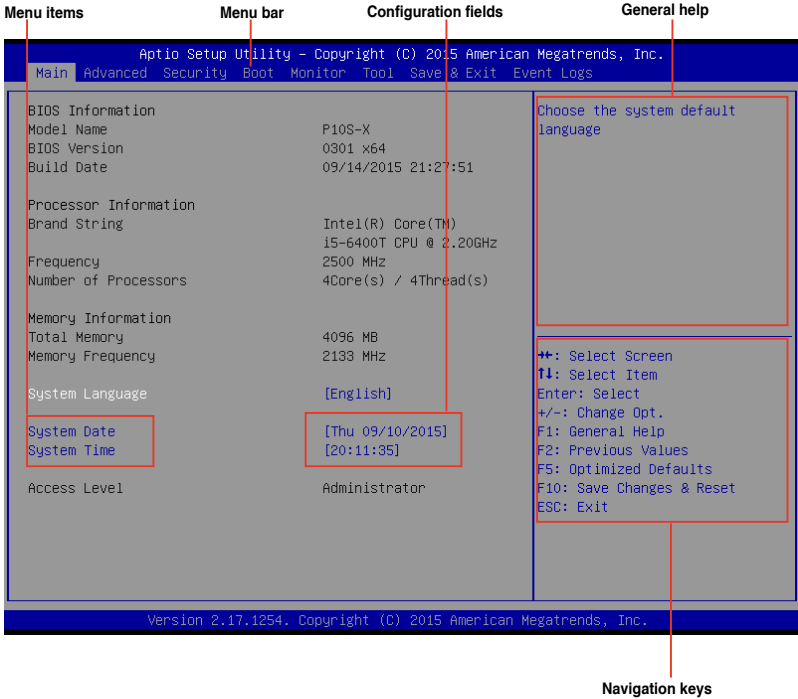 Menu items Menu bar Configuration fields General help
Aptio Setup Utility – Copyright (C) 2015 American Megatrends, Inc.
Main Advanced Security Boot Monitor Tool Save & Exit Event Logs
BIOS Information
Model Name P10S-X
BIOS Version 0301 x64
Build Date 09/14/2015 21:27:51
Processor Information
Brand String Intel(R) Core(TM)
i5-6400T CPU @ 2.20GHz
Frequency 2500 MHz
Number of Processors 4Core(s) / 4Thread(s)
Memory Information
Total Memory 4096 MB
Memory Frequency 2133 MHz
System Language [English]
System Date [Thu 09/10/2015]
System Time [20:11:35]
Access Level Administrator
Choose the system default
language
→←: Select Screen
↑↓: Select Item
Enter: Select
+/-: Change Opt.
F1: General Help
F2: Previous Values
F5: Optimized Defaults
F10: Save Changes & Reset
ESC: Exit
Version 2.17.1254. Copyright (C) 2015 American Megatrends, Inc.
Navigation keys